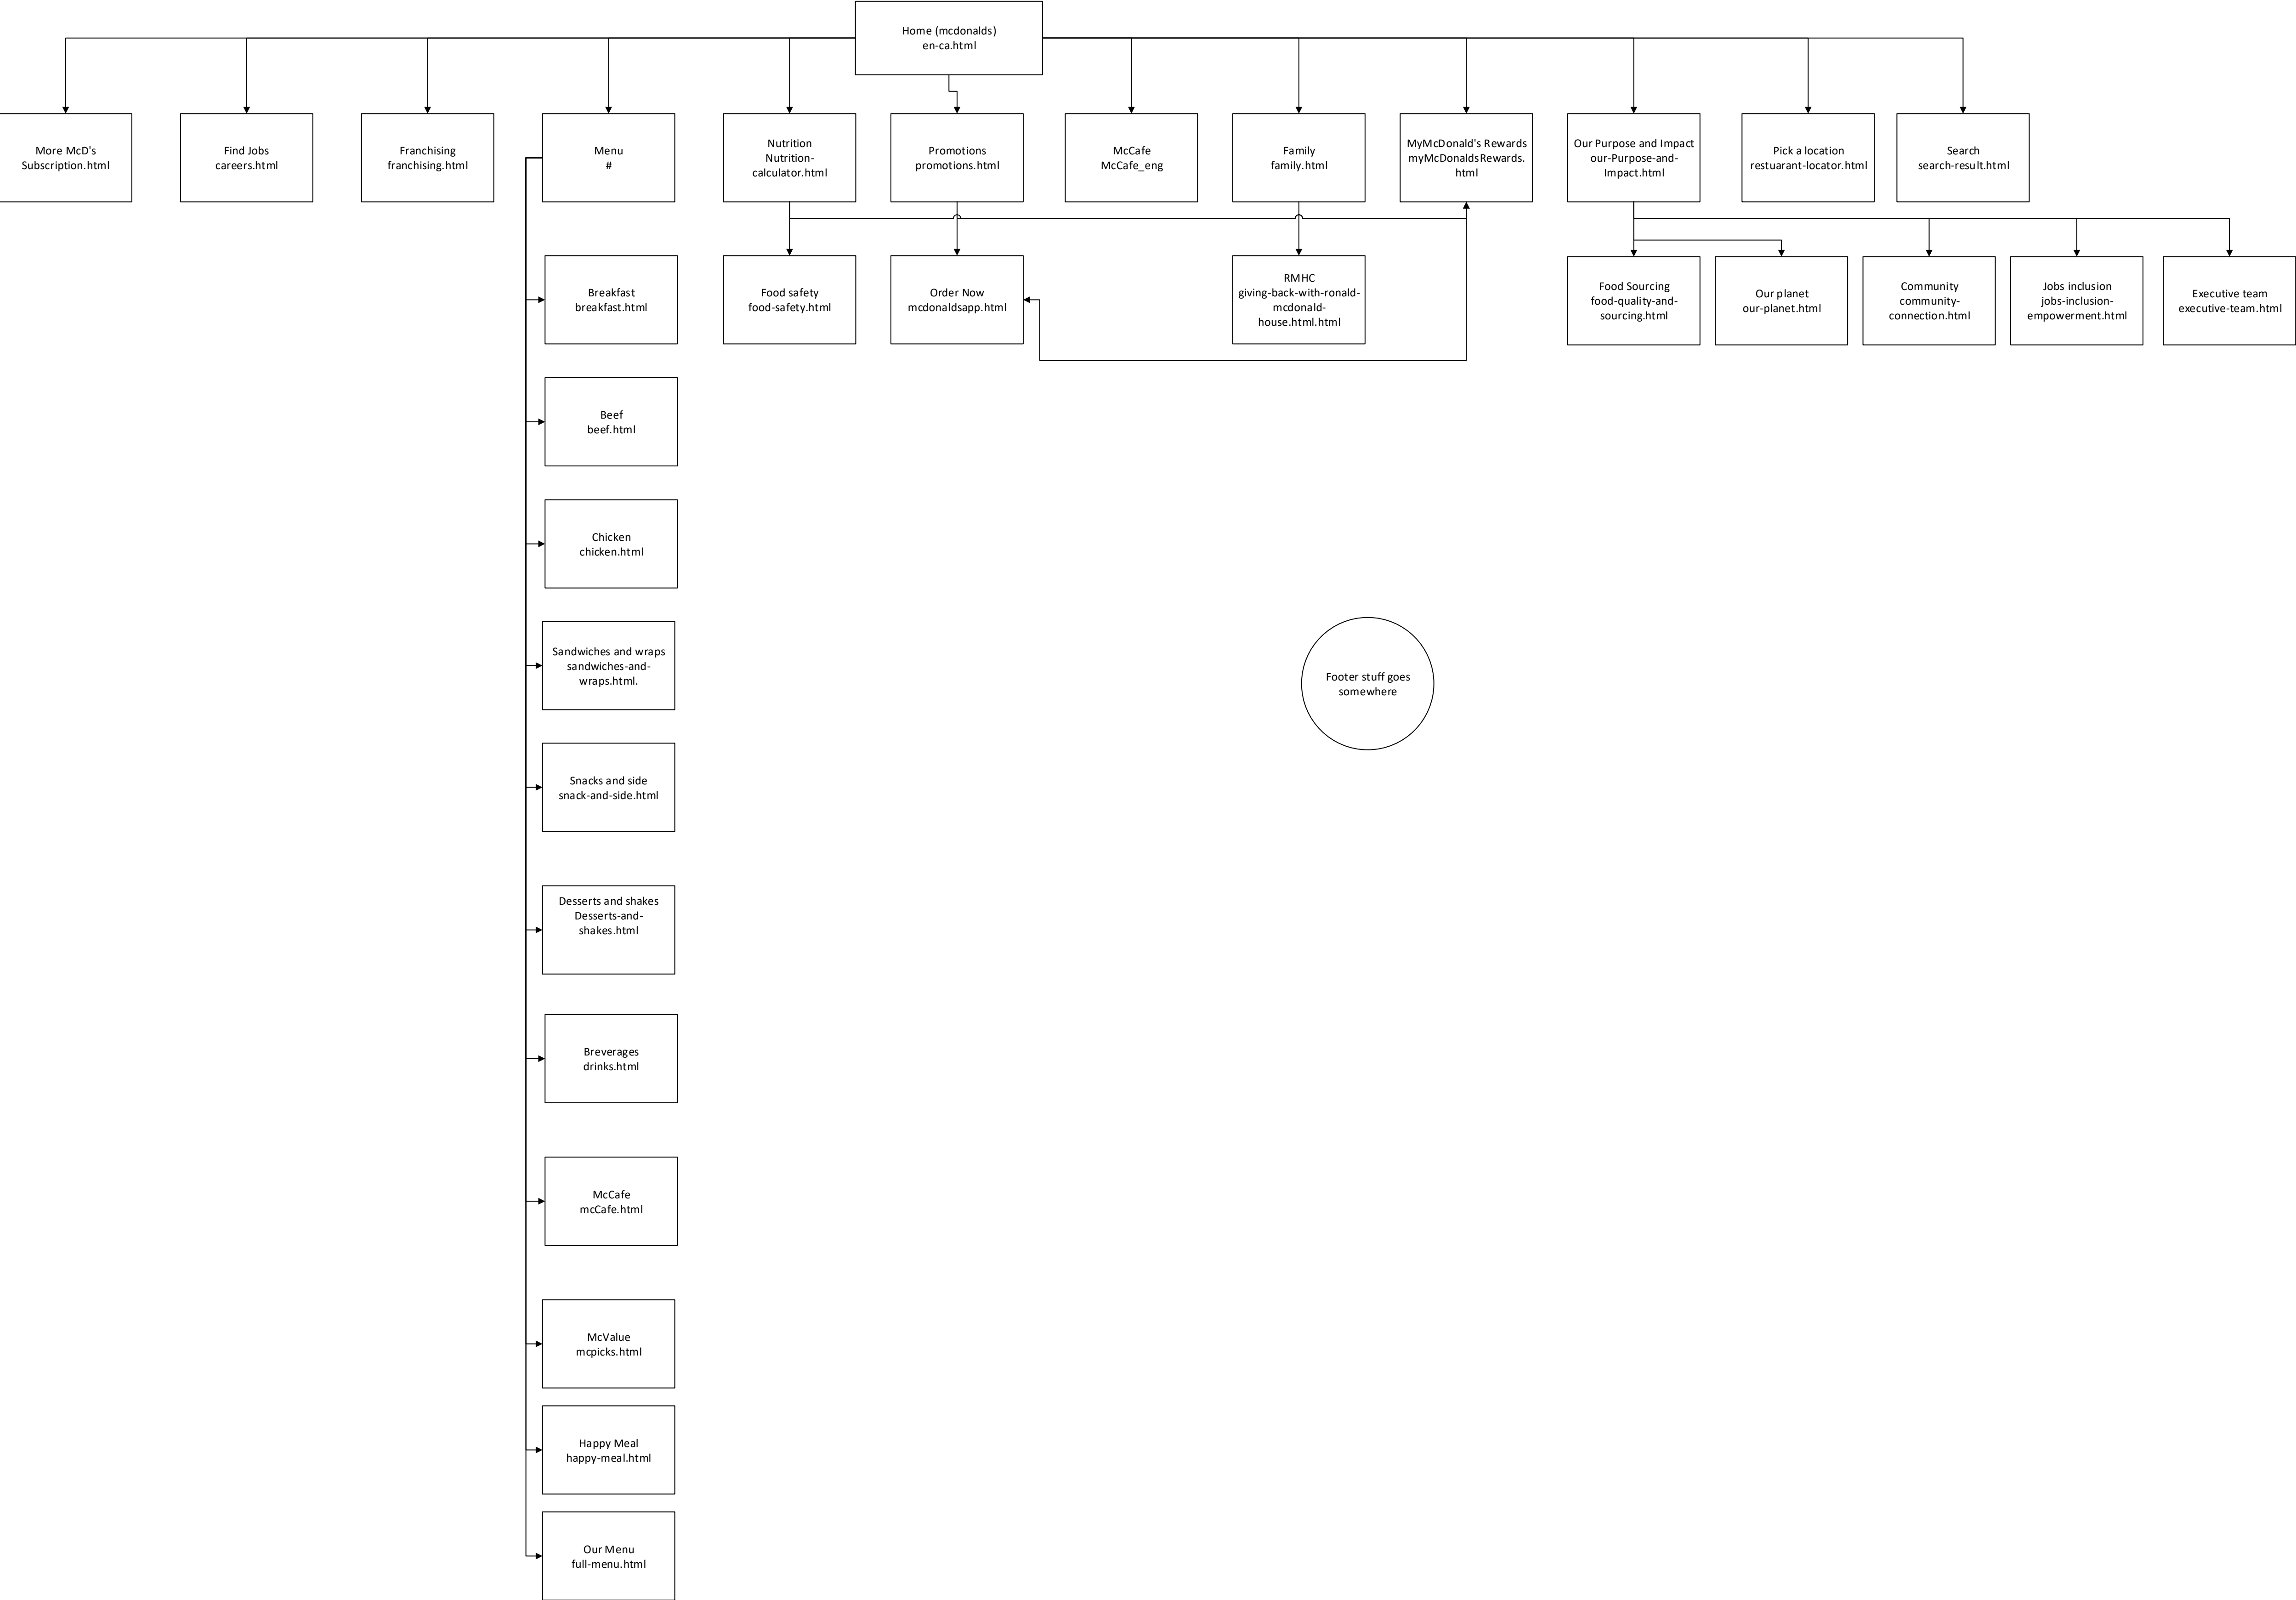 Home (mcdonalds)
en-ca.html
More McD's
Subscription.html
Find Jobs
careers.html
Franchising
franchising.html
Menu
#
Nutrition
Nutrition-
calculator.html
Promotions
promotions.html
McCafe
McCafe_eng
Family
family.html
MyMcDonald's Rewards
myMcDonaldsRewards.
html
Our Purpose and Impact
our-Purpose-and-
Impact.html
Pick a location
restuarant-locator.html
Search
search-result.html
Breakfast
breakfast.html
Food safety
food-safety.html
Order Now
mcdonaldsapp.html
RMHC
giving-back-with-ronald-
mcdonald-
house.html.html
Food Sourcing
food-quality-and-
sourcing.html
Our planet
our-planet.html
Community
community-
connection.html
Jobs inclusion
jobs-inclusion-
empowerment.html
Executive team
executive-team.html
Beef
beef.html
Chicken
chicken.html
Sandwiches and wraps
sandwiches-and-
wraps.html.
Footer stuff goes
somewhere
Snacks and side
snack-and-side.html
Desserts and shakes
Desserts-and-
shakes.html
Breverages
drinks.html
McCafe
mcCafe.html
McValue
mcpicks.html
Happy Meal
happy-meal.html
Our Menu
full-menu.html